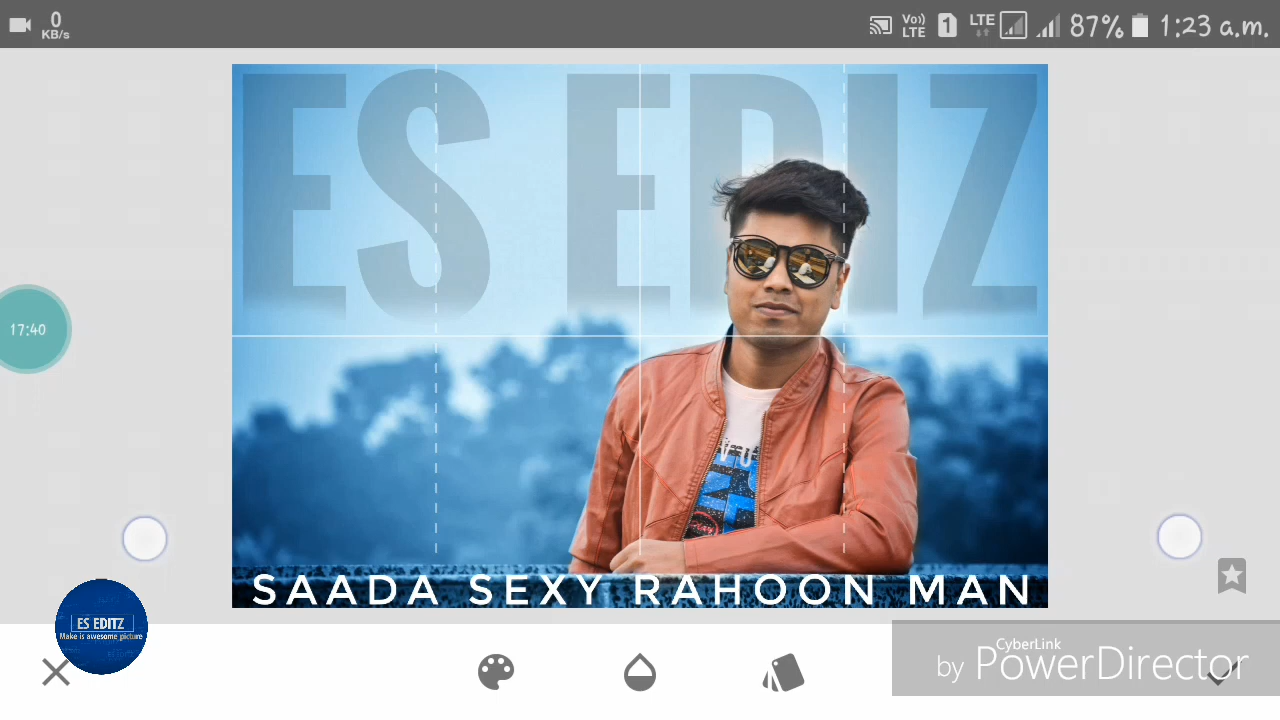 0
KB/s
Vo))
LTE
1
LTE
87%
1:23 a.m.
ES EDIZ
17:40
VU
SAADA SEXY RAHOON MAN
ES EDITZ
Make is awesome picture
CyberLink
by PowerDirector